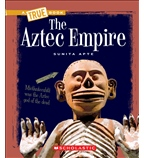 A TRUE BOOK
The
Aztec Empire
SUNITA APTE
Mictlantecuhtli
was the Aztec
god of the dead.
SCHOLASTIC